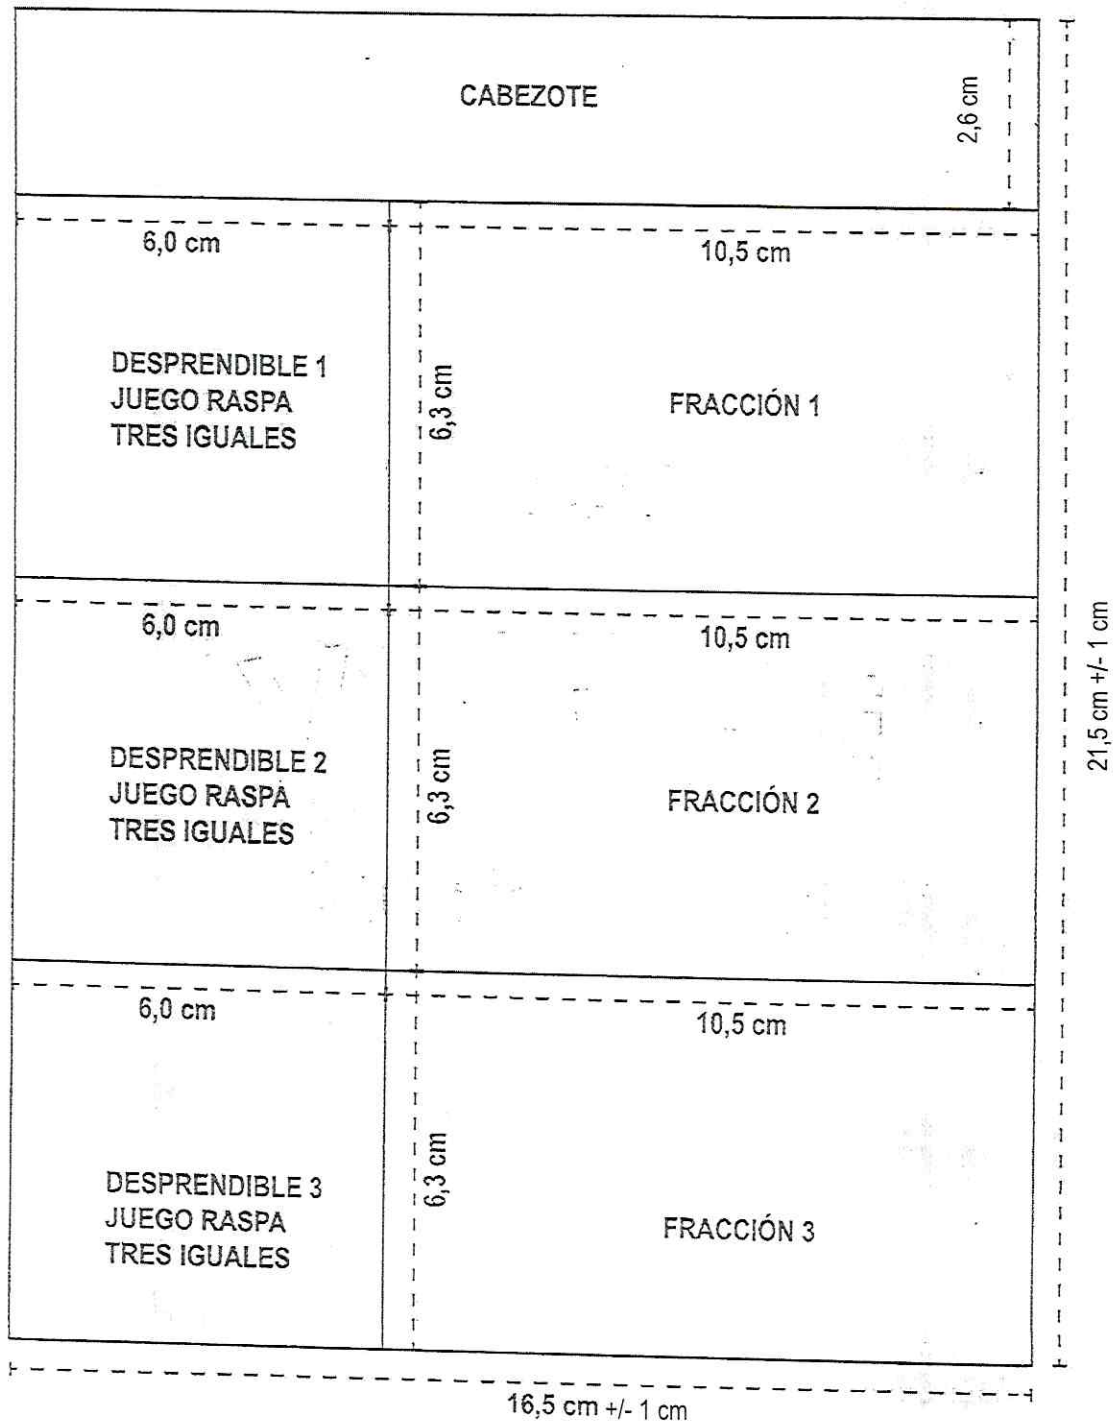 CABEZOTE
2,6 cm
6,0 cm
10,5 cm
DESPRENDIBLE 1
JUEGO RASPA
TRES IGUALES
6,3 cm
FRACCIÓN 1
6,0 cm
10,5 cm
DESPRENDIBLE 2
JUEGO RASPA
TRES IGUALES
6,3 cm
FRACCIÓN 2
21,5 cm +/- 1 cm
6,0 cm
10,5 cm
DESPRENDIBLE 3
JUEGO RASPA
TRES IGUALES
6,3 cm
FRACCIÓN 3
16,5 cm +/- 1 cm